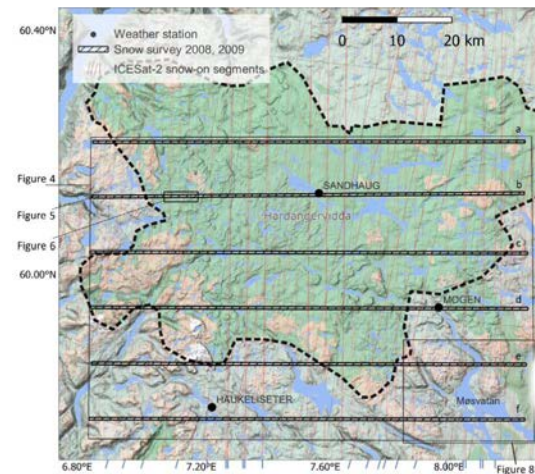 60.40°N
Weather station
Snow survey 2008, 2009
ICESat-2 snow-on segments
0 10 20 km
a
Figure 4
SANDHAUG
b
Figure 5
Hardangervidda
Figure 6
c
60.00°N
MOGEN
d
e
Møsvatan
HAUKELISETER
f
6.80°E 7.20°E 7.60°E 8.00°E
Figure 8